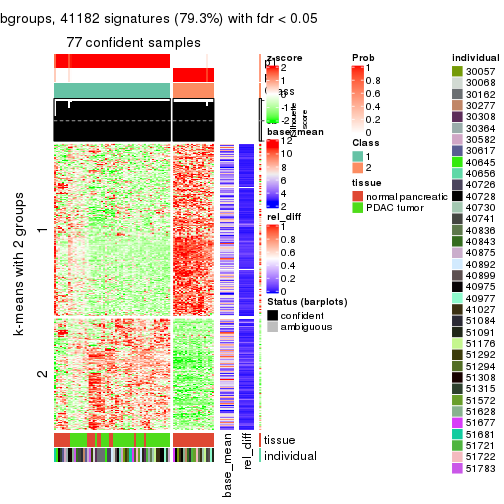 bgroups, 41182 signatures (79.3%) with fdr < 0.05
77 confident samples
p1
p2
Class
Silhouette
score
k-means with 2 groups
1
2
z-score
2
1
0
-1
-2
base_mean
12
10
8
6
4
2
rel_diff
1
0.8
0.6
0.4
0.2
0
Status (barplots)
confident
ambiguous
Prob
1
0.8
0.6
0.4
0.2
0
Class
1
2
tissue
normal pancreatic
PDAC tumor
individual
30057
30068
30162
30277
30308
30364
30582
30617
40645
40656
40726
40728
40730
40741
40836
40843
40875
40892
40899
40975
40977
41027
51084
51091
51176
51292
51294
51308
51315
51572
51628
51677
51681
51721
51722
51783
tissue
individual
base_mean
rel_diff